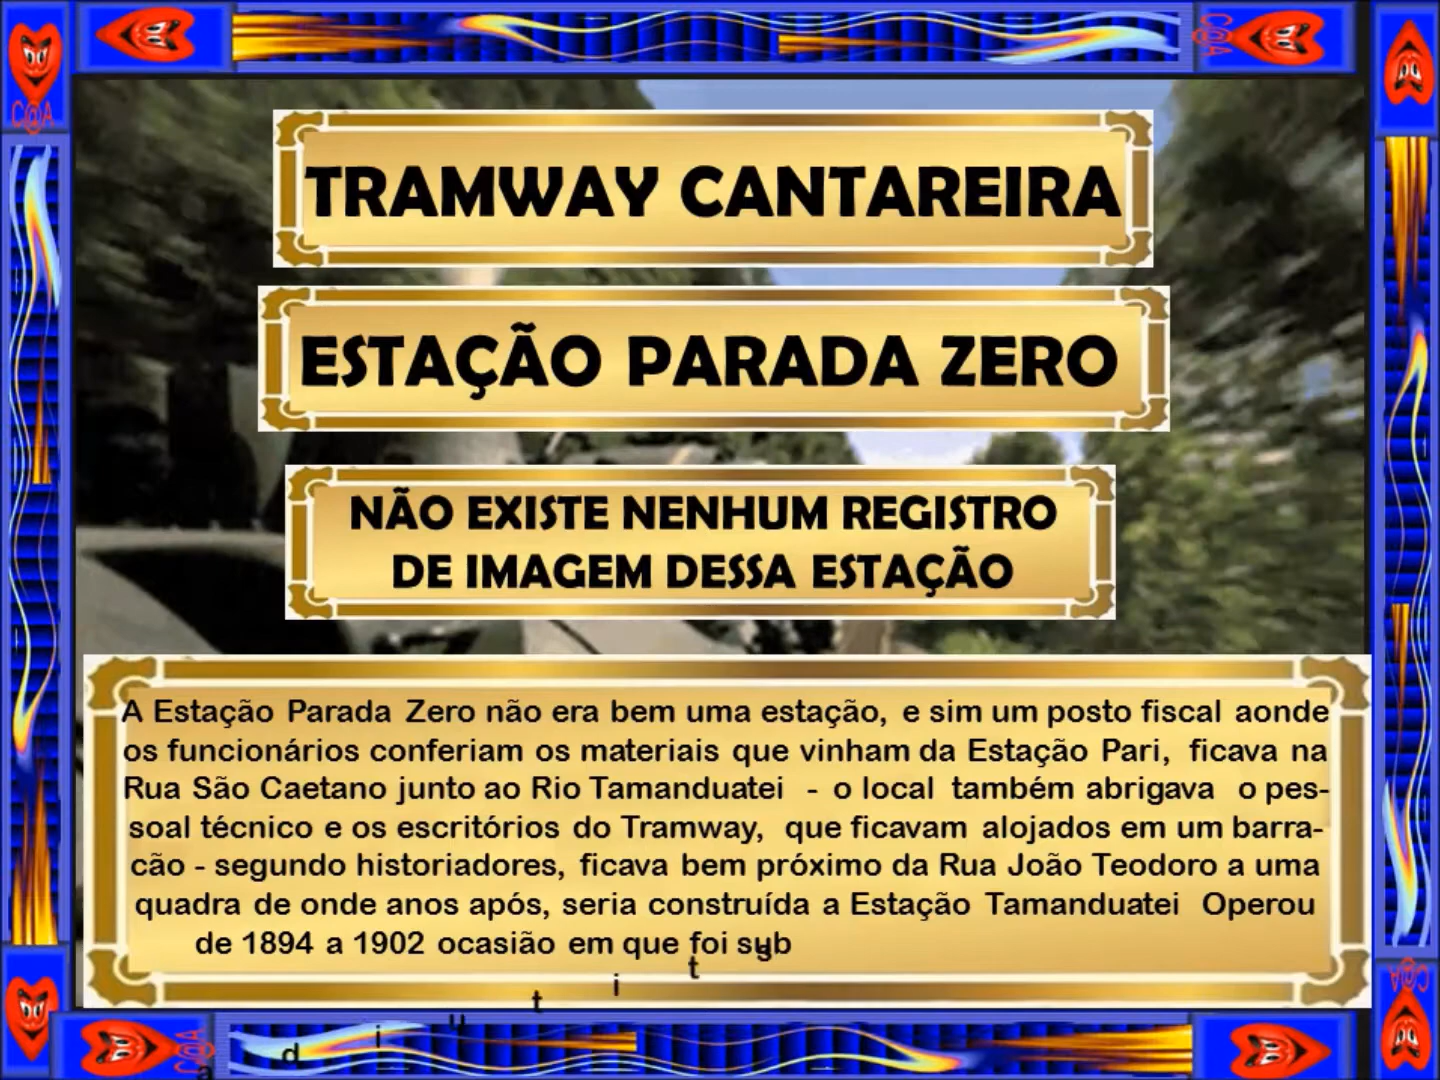 C@A
C@A
TRAMWAY CANTAREIRA
ESTAÇÃO PARADA ZERO
NÃO EXISTE NENHUM REGISTRO
DE IMAGEM DESSA ESTAÇÃO
A Estação Parada Zero não era bem uma estação, e sim um posto fiscal aonde
os funcionários conferiam os materiais que vinham da Estação Pari, ficava na
Rua São Caetano junto ao Rio Tamanduatei - o local também abrigava o pes-
soal técnico e os escritórios do Tramway, que ficavam alojados em um barra-
cão - segundo historiadores, ficava bem próximo da Rua João Teodoro a uma
quadra de onde anos após, seria construída a Estação Tamanduatei Operou
de 1894 a 1902 ocasião em que foi sub
s
t
i
t
u
i
d
a
C@A
C@A